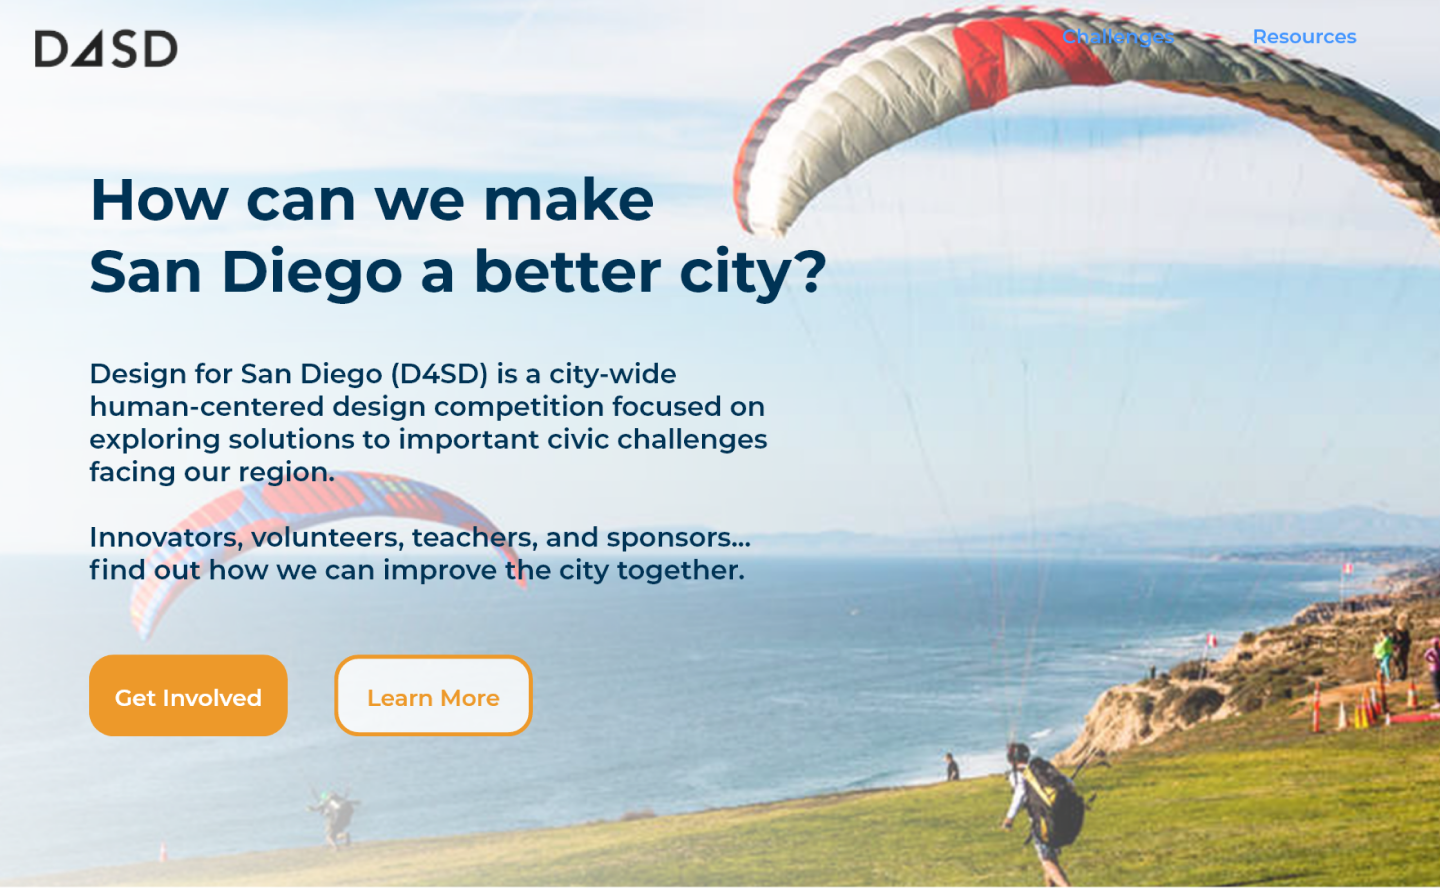 D4SD
Challenges
Resources
How can we make
San Diego a better city?
Design for San Diego (D4SD) is a city-wide
human-centered design competition focused on
exploring solutions to important civic challenges
facing our region.
Innovators, volunteers, teachers, and sponsors...
find out how we can improve the city together.
Get Involved
Learn More